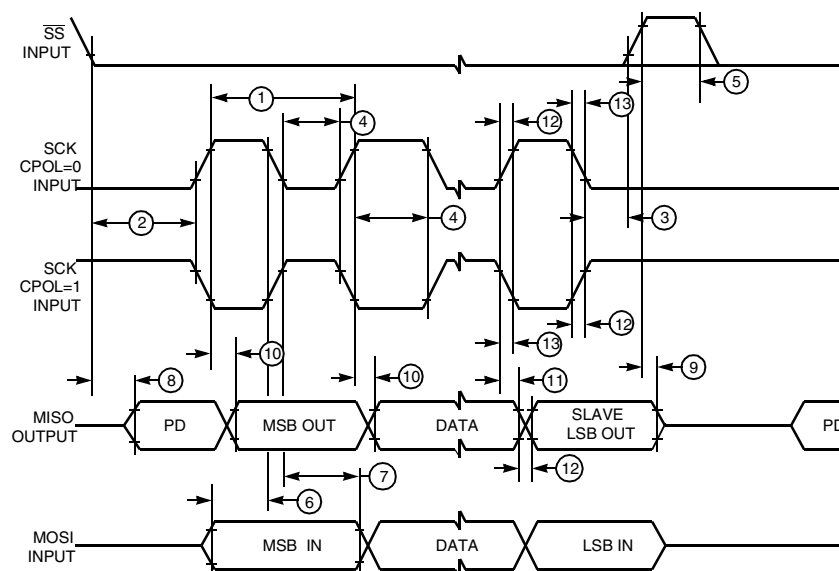 SS
INPUT
5
1
13
12
4
SCK
CPOL=0
INPUT
2
4
3
SCK
CPOL=1
INPUT
12
13
10
8
10
11
9
MISO
OUTPUT
PD
MSB OUT
DATA
SLAVE
LSB OUT
PD
12
7
6
MOSI
INPUT
MSB IN
DATA
LSB IN